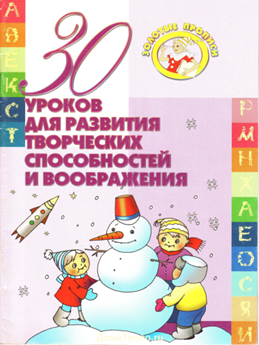 30
ЗОЛОТЫЕ ПРОПИСИ
УРОКОВ
ДЛЯ РАЗВИТИЯ
ТВОРЧЕСКИХ
СПОСОБНОСТЕЙ
И ВООБРАЖЕНИЯ